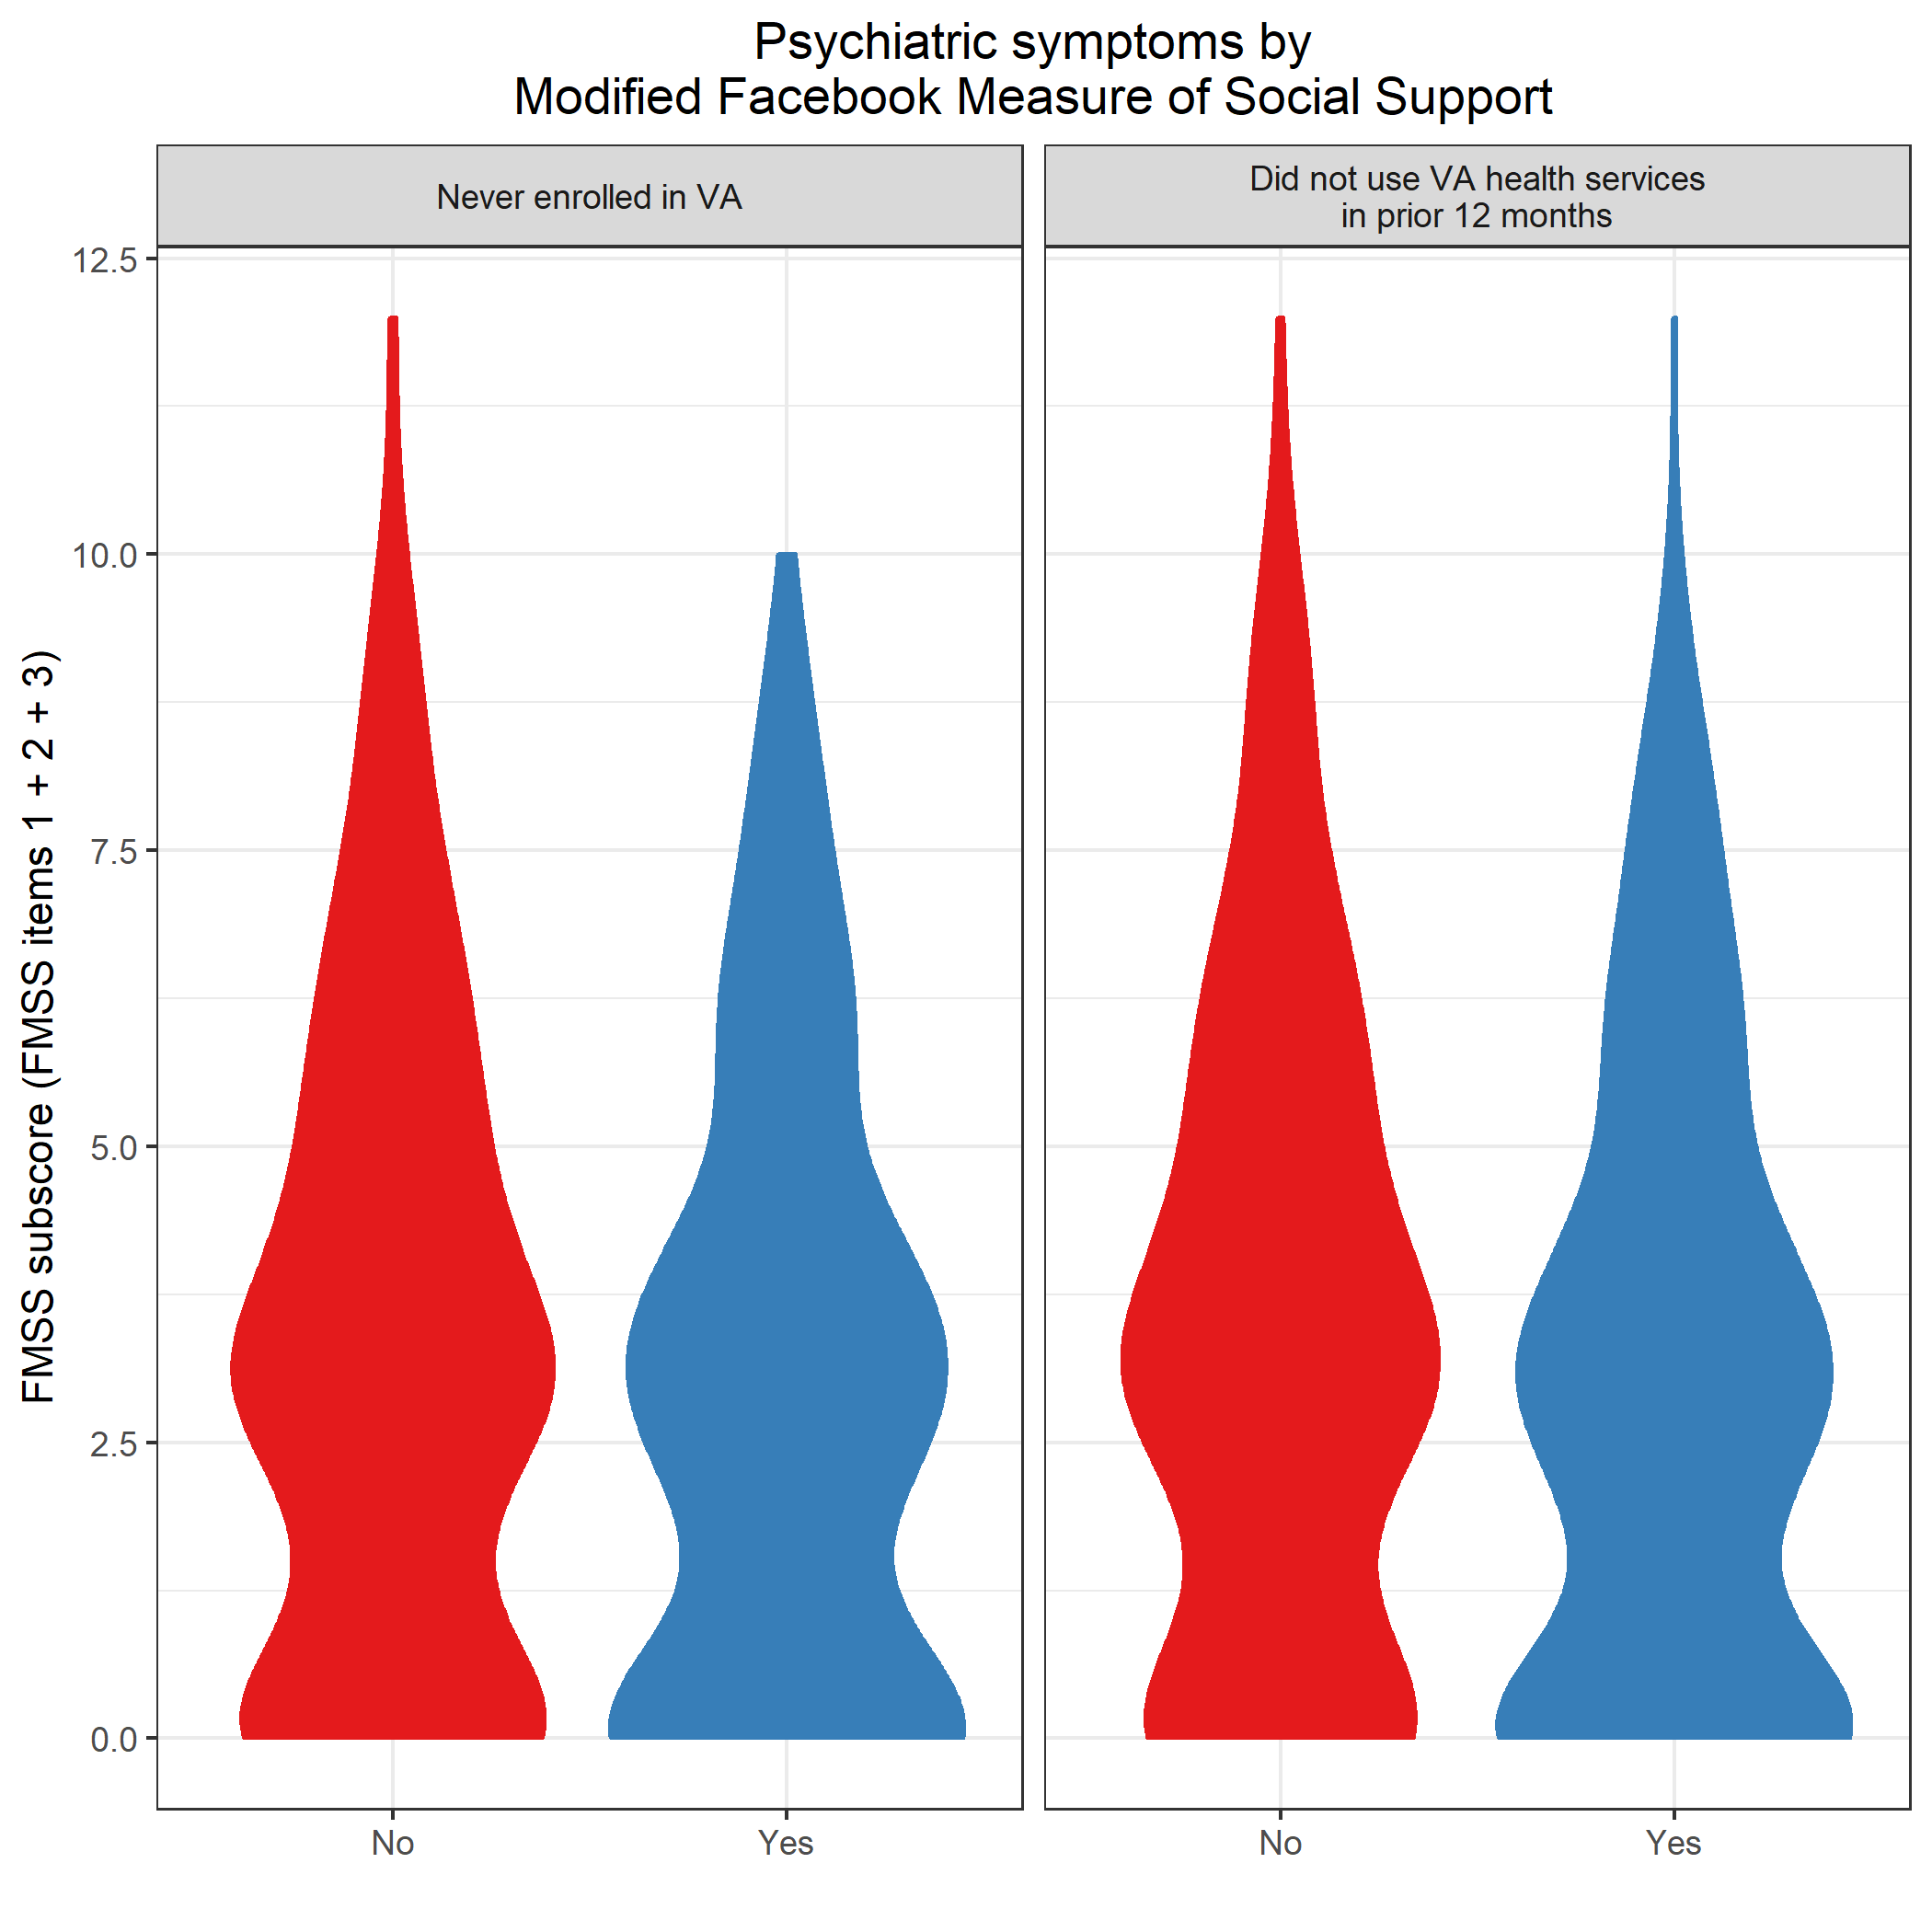 Psychiatric symptoms by
Modified Facebook Measure of Social Support
Never enrolled in VA
Did not use VA health services
in prior 12 months
FMSS subscore (FMSS items 1 + 2 + 3)
12.5
10.0
7.5
5.0
2.5
0.0
No
Yes
No
Yes